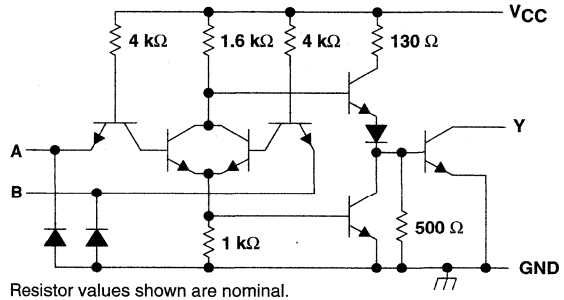 VCC
4 kΩ 1.6 kΩ 4 kΩ 130 Ω
A
Y
B
1 kΩ 500 Ω
GND
Resistor values shown are nominal.